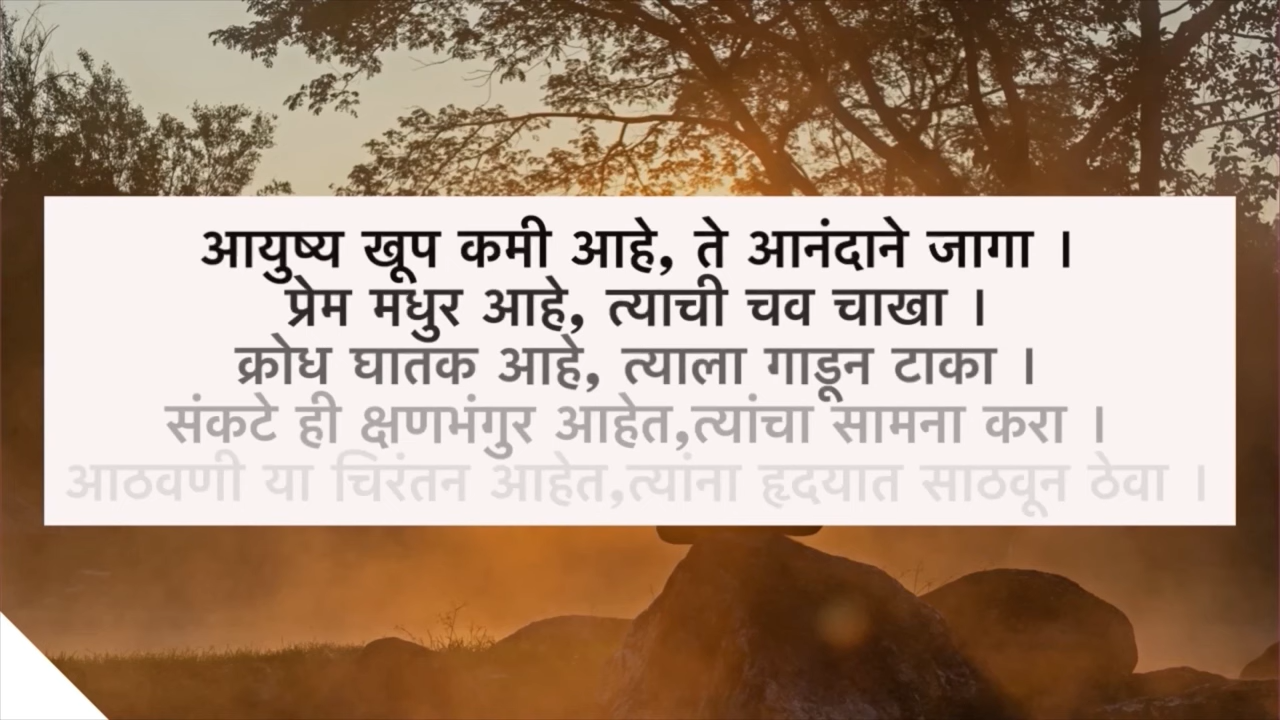 आयुष्य खूप कमी आहे, ते आनंदाने जागा ।
प्रेम मधुर आहे, त्याची चव चाखा ।
क्रोध घातक आहे, त्याला गाडून टाका ।
संकटे ही क्षणभंगुर आहेत,त्यांचा सामना करा ।
आठवणी या चिरंतन आहेत,त्यांना हृदयात साठवून ठेवा ।